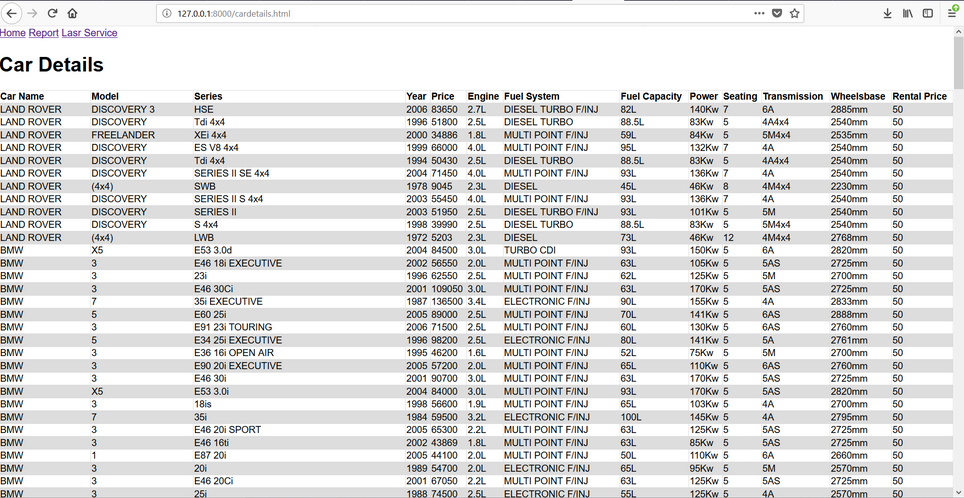 127.0.0.1:8000/cardetails.html
Home Report Lasr Service
Car Details
Car Name Model Series Year Price Engine Fuel System Fuel Capacity Power Seating Transmission Wheelsbase Rental Price
LAND ROVER DISCOVERY 3 HSE 2006 83650 2.7L DIESEL TURBO F/INJ 82L 140Kw 7 6A 2885mm 50
LAND ROVER DISCOVERY Tdi 4x4 1996 51800 2.5L DIESEL TURBO 88.5L 83Kw 5 4A4x4 2540mm 50
LAND ROVER FREELANDER XEi 4x4 2000 34886 1.8L MULTI POINT F/INJ 59L 84Kw 5 5M4x4 2535mm 50
LAND ROVER DISCOVERY ES V8 4x4 1999 66000 4.0L MULTI POINT F/INJ 95L 132Kw 7 4A 2540mm 50
LAND ROVER DISCOVERY Tdi 4x4 1994 50430 2.5L DIESEL TURBO 88.5L 83Kw 5 4A4x4 2540mm 50
LAND ROVER DISCOVERY SERIES II SE 4x4 2004 71450 4.0L MULTI POINT F/INJ 93L 136Kw 7 4A 2540mm 50
LAND ROVER (4x4) SWB 1978 9045 2.3L DIESEL 45L 46Kw 8 4M4x4 2230mm 50
LAND ROVER DISCOVERY SERIES II S 4x4 2003 55450 4.0L MULTI POINT F/INJ 93L 136Kw 7 4A 2540mm 50
LAND ROVER DISCOVERY SERIES II 2003 51950 2.5L DIESEL TURBO F/INJ 93L 101Kw 5 5M 2540mm 50
LAND ROVER DISCOVERY S 4x4 1998 39990 2.5L DIESEL TURBO 88.5L 83Kw 5 5M4x4 2540mm 50
LAND ROVER (4x4) LWB 1972 5203 2.3L DIESEL 73L 46Kw 12 4M4x4 2768mm 50
BMW X5 E53 3.0d 2004 84500 3.0L TURBO CDI 93L 150Kw 5 6A 2820mm 50
BMW 3 E46 18i EXECUTIVE 2002 56550 2.0L MULTI POINT F/INJ 63L 105Kw 5 5AS 2725mm 50
BMW 3 23i 1996 62550 2.5L MULTI POINT F/INJ 62L 125Kw 5 5M 2700mm 50
BMW 3 E46 30Ci 2001 109050 3.0L MULTI POINT F/INJ 63L 170Kw 5 5AS 2725mm 50
BMW 7 35i EXECUTIVE 1987 136500 3.4L ELECTRONIC F/INJ 90L 155Kw 5 4A 2833mm 50
BMW 5 E60 25i 2005 89000 2.5L MULTI POINT F/INJ 70L 141Kw 5 6AS 2888mm 50
BMW 3 E91 23i TOURING 2006 71500 2.5L MULTI POINT F/INJ 60L 130Kw 5 6AS 2760mm 50
BMW 5 E34 25i EXECUTIVE 1996 98200 2.5L ELECTRONIC F/INJ 80L 141Kw 5 5A 2761mm 50
BMW 3 E36 16i OPEN AIR 1995 46200 1.6L MULTI POINT F/INJ 52L 75Kw 5 5M 2700mm 50
BMW 3 E90 20i EXECUTIVE 2005 57200 2.0L MULTI POINT F/INJ 65L 110Kw 5 6AS 2760mm 50
BMW 3 E46 30i 2001 90700 3.0L MULTI POINT F/INJ 63L 170Kw 5 5AS 2725mm 50
BMW X5 E53 3.0i 2004 84000 3.0L MULTI POINT F/INJ 93L 170Kw 5 5AS 2820mm 50
BMW 3 18is 1998 56600 1.9L MULTI POINT F/INJ 65L 103Kw 5 4A 2700mm 50
BMW 7 35i 1984 59500 3.2L ELECTRONIC F/INJ 100L 145Kw 5 4A 2795mm 50
BMW 3 E46 20i SPORT 2005 65300 2.2L MULTI POINT F/INJ 63L 125Kw 5 5AS 2725mm 50
BMW 3 E46 16ti 2002 43869 1.8L MULTI POINT F/INJ 63L 85Kw 5 5AS 2725mm 50
BMW 1 E87 20i 2005 44100 2.0L MULTI POINT F/INJ 50L 110Kw 5 6A 2660mm 50
BMW 3 20i 1989 54700 2.0L ELECTRONIC F/INJ 65L 95Kw 5 5M 2570mm 50
BMW 3 E46 20Ci 2001 67050 2.2L MULTI POINT F/INJ 63L 125Kw 5 5AS 2725mm 50
BMW 3 25i 1988 74500 2.5L ELECTRONIC F/INJ 55L 125Kw 5 4A 2570mm 50